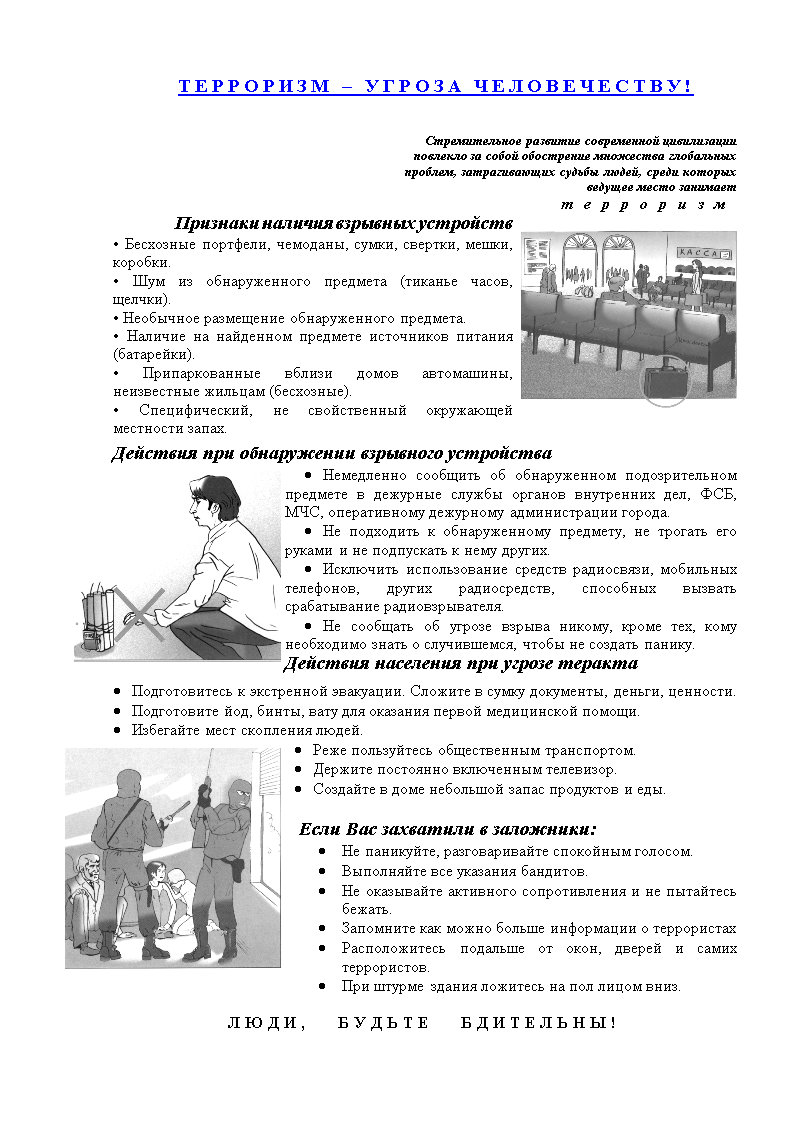 ТЕРРОРИЗМ – УГРОЗА ЧЕЛОВЕЧЕСТВУ!
Стремительное развитие современной цивилизации
повлекло за собой обострение множества глобальных
проблем, затрагивающих судьбы людей, среди которых
ведущее место занимает
терроризм
Признаки наличия взрывных устройств
• Бесхозные портфели, чемоданы, сумки, свертки, мешки,
коробки.
• Шум из обнаруженного предмета (тиканье часов,
щелчки).
• Необычное размещение обнаруженного предмета.
• Наличие на найденном предмете источников питания
(батарейки).
• Припаркованные вблизи домов автомашины,
неизвестные жильцам (бесхозные).
• Специфический, не свойственный окружающей
местности запах.
КАССА
Действия при обнаружении взрывного устройства
• Немедленно сообщить об обнаруженном подозрительном
предмете в дежурные службы органов внутренних дел, ФСБ,
МЧС, оперативному дежурному администрации города.
• Не подходить к обнаруженному предмету, не трогать его
руками и не подпускать к нему других.
• Исключить использование средств радиосвязи, мобильных
телефонов, других радиосредств, способных вызвать
срабатывание радиовзрывателя.
• Не сообщать об угрозе взрыва никому, кроме тех, кому
необходимо знать о случившемся, чтобы не создать панику.
Действия населения при угрозе теракта
• Подготовитесь к экстренной эвакуации. Сложите в сумку документы, деньги, ценности.
• Подготовите йод, бинты, вату для оказания первой медицинской помощи.
• Избегайте мест скопления людей.
• Реже пользуйтесь общественным транспортом.
• Держите постоянно включенным телевизор.
• Создайте в доме небольшой запас продуктов и еды.
Если Вас захватили в заложники:
• Не паникуйте, разговаривайте спокойным голосом.
• Выполняйте все указания бандитов.
• Не оказывайте активного сопротивления и не пытайтесь
бежать.
• Запомните как можно больше информации о террористах
• Расположитесь подальше от окон, дверей и самих
террористов.
• При штурме здания ложитесь на пол лицом вниз.
ЛЮДИ, БУДЬТЕ БДИТЕЛЬНЫ!